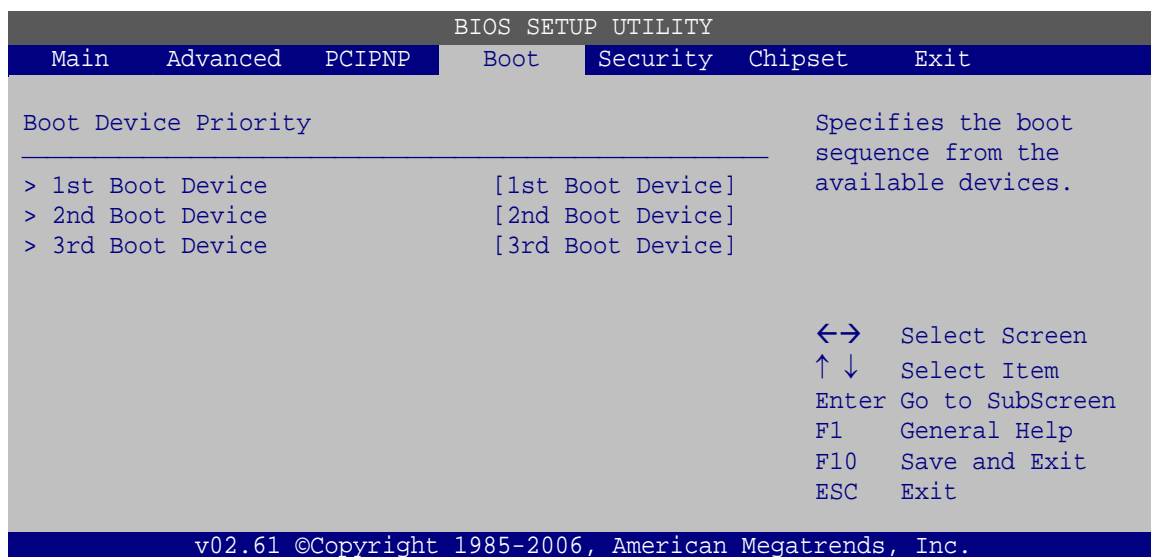 BIOS SETUP UTILITY
Main Advanced PCIPNP Boot Security Chipset Exit
Boot Device Priority
> 1st Boot Device [1st Boot Device]
> 2nd Boot Device [2nd Boot Device]
> 3rd Boot Device [3rd Boot Device]
Specifies the boot
sequence from the
available devices.
←→ Select Screen
↑ ↓ Select Item
Enter Go to SubScreen
F1 General Help
F10 Save and Exit
ESC Exit
v02.61 ©Copyright 1985-2006, American Megatrends, Inc.